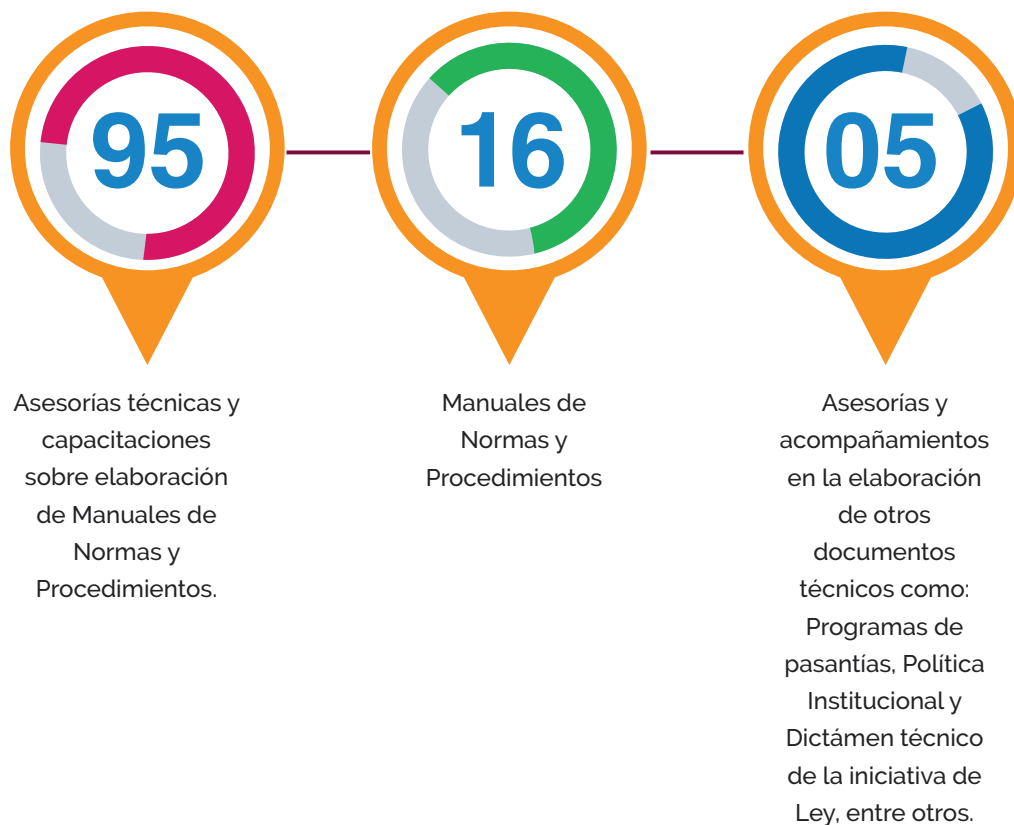 95
16
05
Asesorías técnicas y
capacitaciones
sobre elaboración
de Manuales de
Normas y
Procedimientos.
Manuales de
Normas y
Procedimientos
Asesorías y
acompañamientos
en la elaboración
de otros
documentos
técnicos como:
Programas de
pasantías, Política
Institucional y
Dictámen técnico
de la iniciativa de
Ley, entre otros.